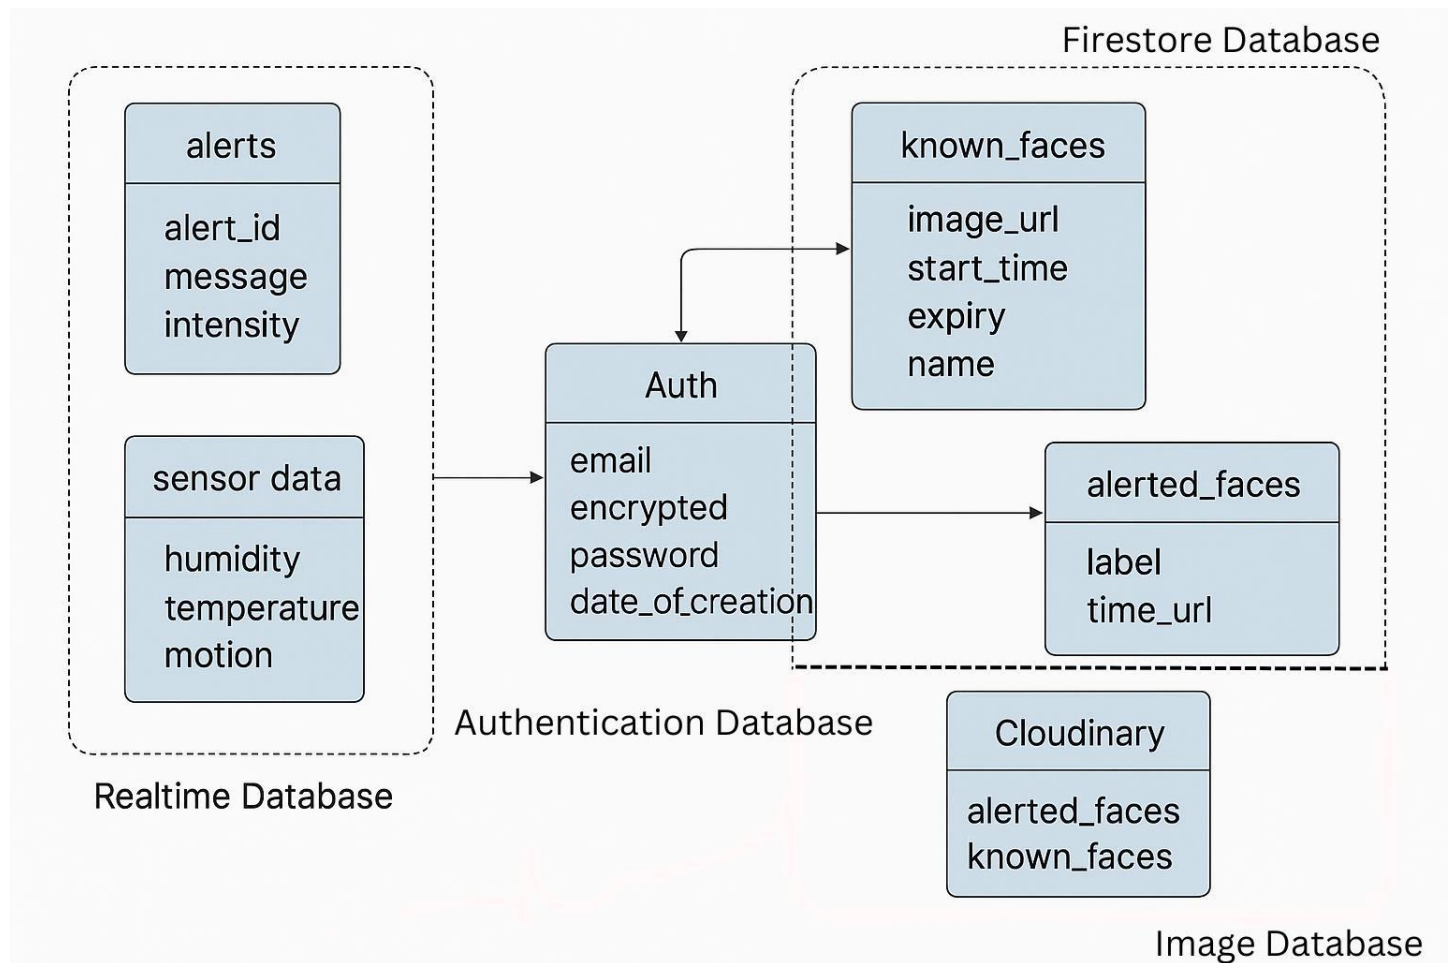 Firestore Database
alerts
alert_id
message
intensity
sensor data
humidity
temperature
motion
Realtime Database
Auth
email
encrypted
password
date_of_creation
Authentication Database
known_faces
image_url
start_time
expiry
name
alerted_faces
label
time_url
Cloudinary
alerted_faces
known_faces
Image Database